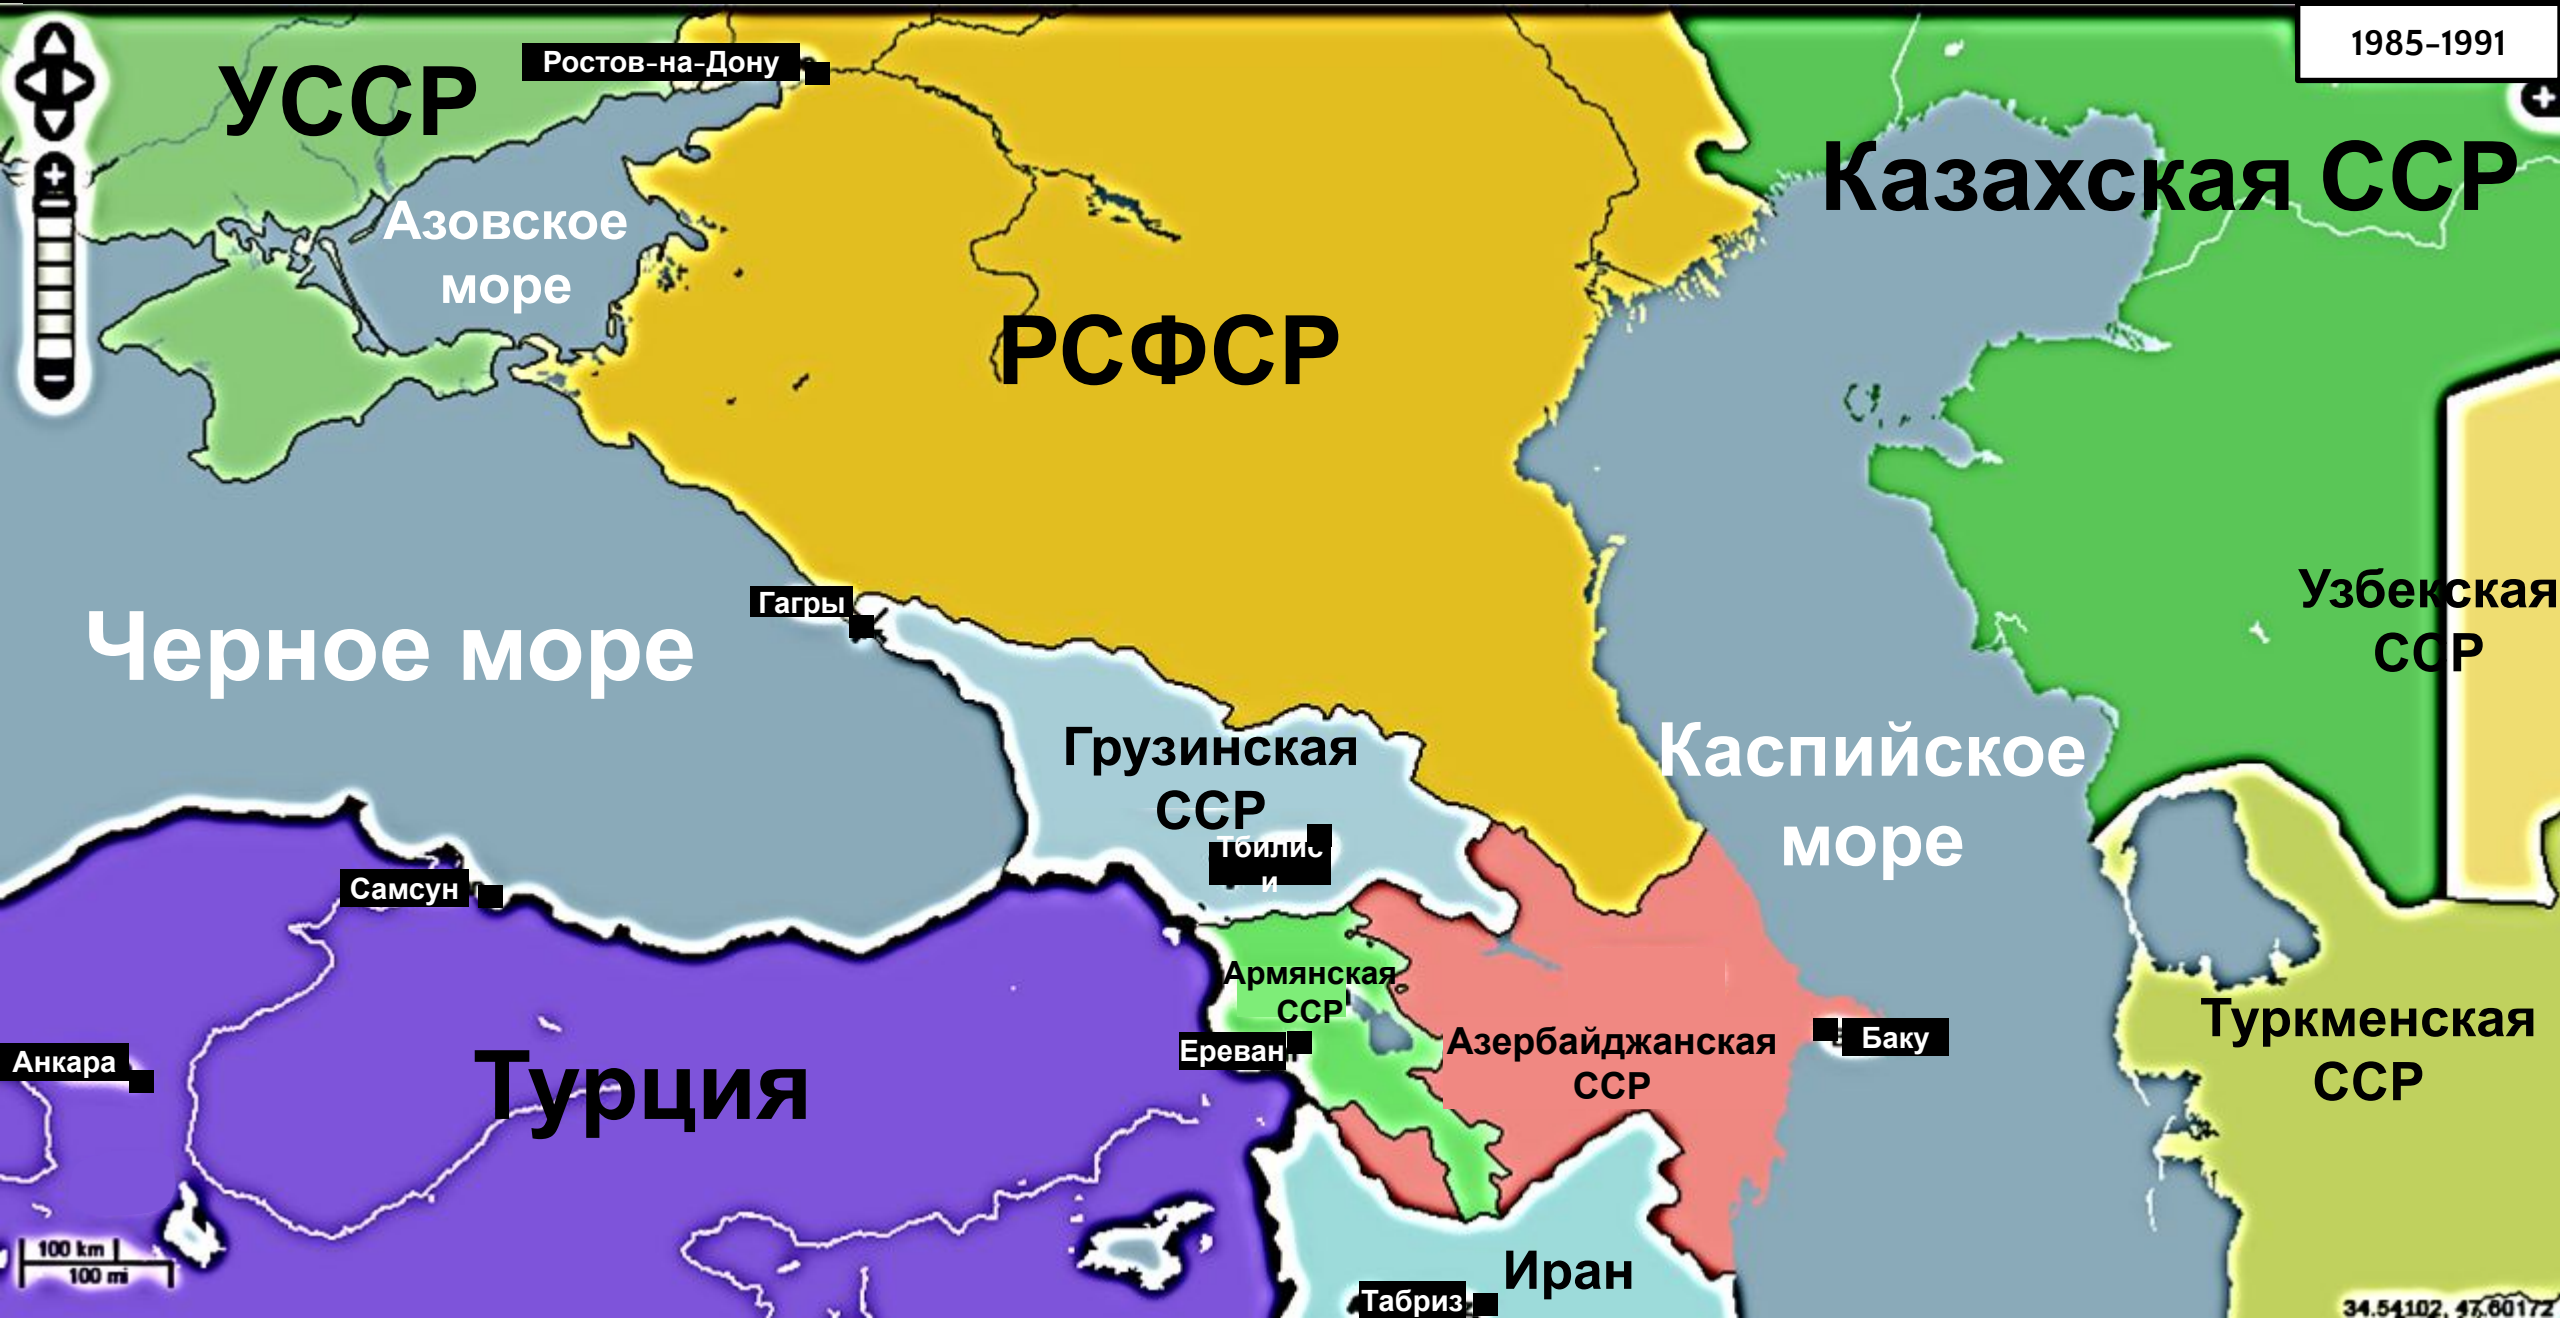 1985-1991
Ростов-на-Дону
УССР
Казахская ССР
Азовское
море
РСФСР
Гагры
Узбекская
ССР
Черное море
Грузинская
ССР
Каспийское
море
Тбилис
и
Самсун
Армянская
ССР
Туркменская
ССР
Ереван
Азербайджанская
ССР
Баку
Анкара
Турция
Иран
Табриз
100 km
100 mi
34.54102, 47.60172